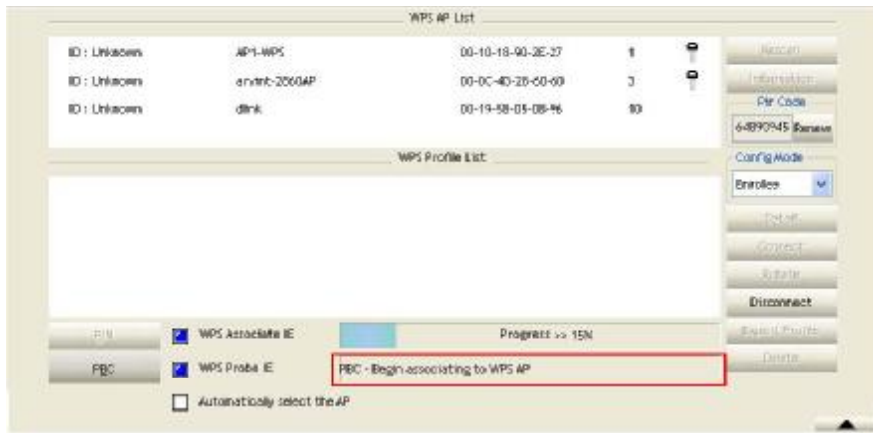 WPS AP List
ID : Unknown AP1-WPS 00-10-18-90-2E-27 1
ID : Unknown 00-0C-43-28-60-60 3
ID : Unknown dlink 00-19-5B-05-0B-96 10
Rescan
Information
Pin Code
64890945 Renew
WPS Profile List
Config Mode
Enrollee
Detail
Connect
Rotate
Disconnect
Export Profile
Delete
PIN
WPS Associate IE
Progress >> 15%
PBC
WPS Probe IE
PBC - Begin associating to WPS AP
Automatically select the AP